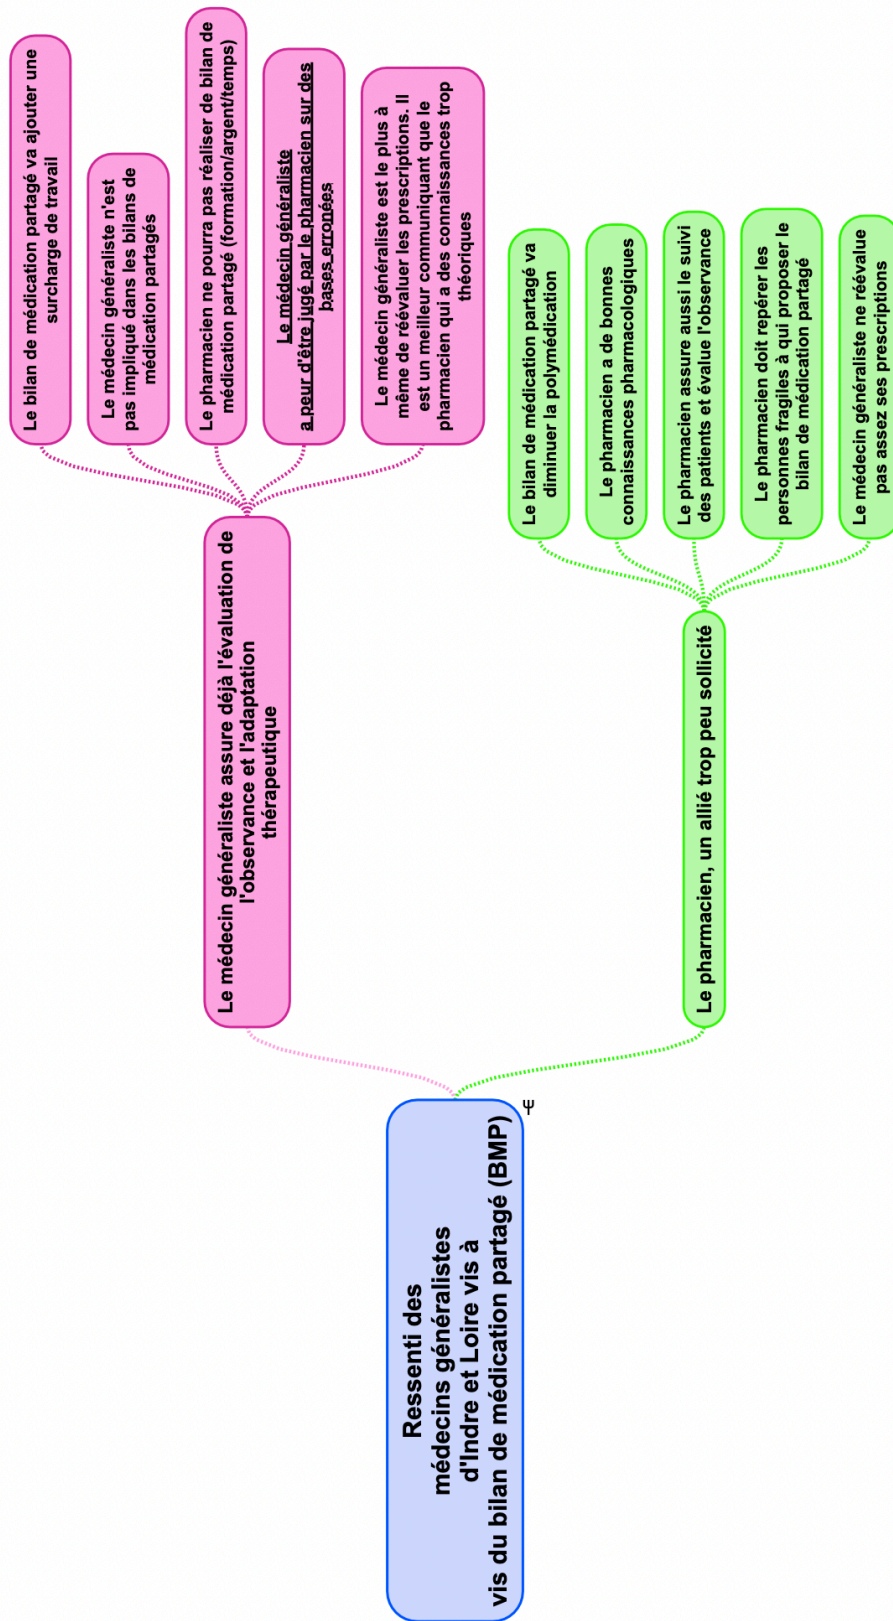 Ressenti des
médecins généralistes
d'Indre et Loire vis à
vis du bilan de médication partagé (BMP)
Ψ
Le médecin généraliste assure déjà l'évaluation de
l'observance et l'adaptation
thérapeutique
Le bilan de médication partagé va ajouter une
surcharge de travail
Le médecin généraliste n'est
pas impliqué dans les bilans de
médication partagés
Le pharmacien ne pourra pas réaliser de bilan de
médication partagé (formation/argent/temps)
Le médecin généraliste
a peur d'être jugé par le pharmacien sur des
bases erronées
Le médecin généraliste est le plus à
même de réévaluer les prescriptions. Il
est un meilleur communiquant que le
pharmacien qui a des connaissances trop
théoriques
Le pharmacien, un allié trop peu sollicité
Le bilan de médication partagé va
diminuer la polymédication
Le pharmacien a de bonnes
connaissances pharmacologiques
Le pharmacien assure aussi le suivi
des patients et évalue l'observance
Le pharmacien doit repérer les
personnes fragiles à qui proposer le
bilan de médication partagé
Le médecin généraliste ne réévalue
pas assez ses prescriptions